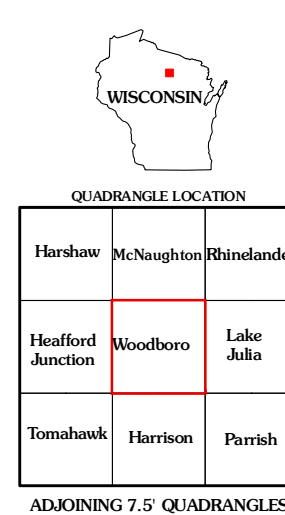 WISCONSIN
QUADRANGLE LOCATION
Harshaw McNaughton Rhinelande
Heafford Junction Woodboro Lake Julia
Tomahawk Harrison Parrish
ADJOINING 7.5' QUADRANGLES